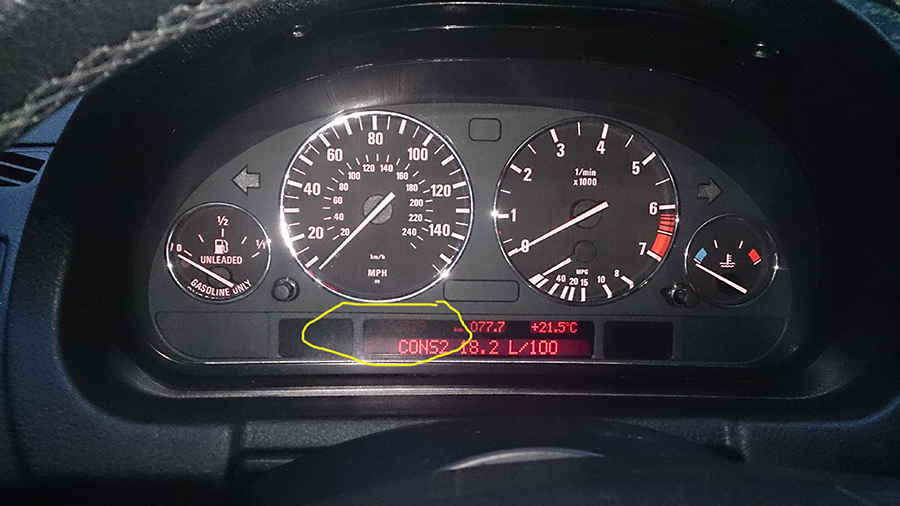 20 40 60 80 100 120 140
20 40 60 80 100 120 140 160 180 200 220 240
km/h
MPH
0 1 2 3 4 5 6 7
1/min
x1000
MPG
40 20 15 10 8
0 1/2 1/1
UNLEADED
GASOLINE ONLY
km 077.7 +21.5°C
CONS2 18.2 L/100